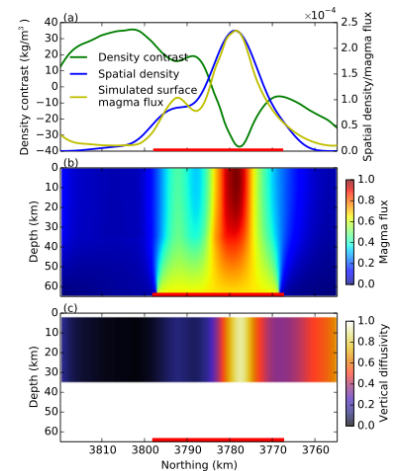 (a)
×10⁻⁴
40
30
20
10
0
−10
−20
−30
−40
Density contrast (kg/m³)
Density contrast
Spatial density
Simulated surface
magma flux
2.5
2.0
1.5
1.0
0.5
0.0
Spatial density/magma flux
(b)
0
10
20
30
40
50
60
Depth (km)
1.0
0.8
0.6
0.4
0.2
0.0
Magma flux
(c)
0
10
20
30
40
50
60
Depth (km)
1.0
0.8
0.6
0.4
0.2
0.0
Vertical diffusivity
3810 3800 3790 3780 3770 3760
Northing (km)